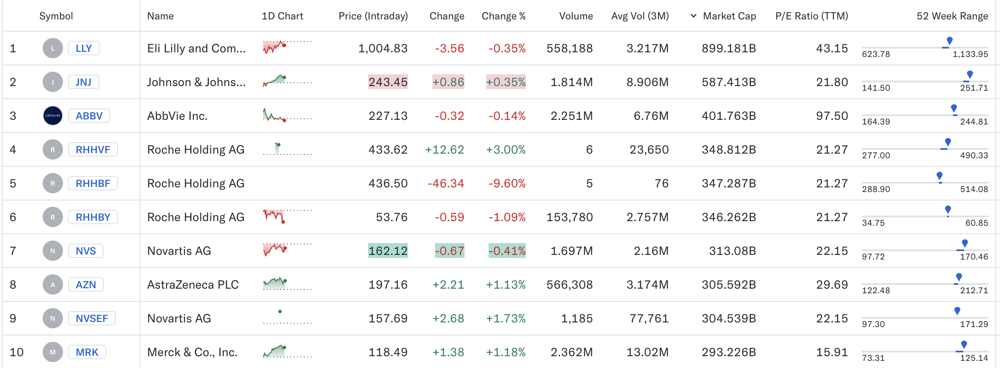 Symbol Name 1D Chart Price (Intraday) Change Change % Volume Avg Vol (3M) Market Cap P/E Ratio (TTM) 52 Week Range
1 L LLY Eli Lilly and Com... 1,004.83 -3.56 -0.35% 558,188 3.217M 899.181B 43.15 623.78 1,133.95
2 J JNJ Johnson & Johns... 243.45 +0.86 +0.35% 1.814M 8.906M 587.413B 21.80 141.50 251.71
3 abbvie ABBV AbbVie Inc. 227.13 -0.32 -0.14% 2.251M 6.76M 401.763B 97.50 164.39 244.81
4 R RHHVF Roche Holding AG 433.62 +12.62 +3.00% 6 23,650 348.812B 21.27 277.00 490.33
5 R RHHBF Roche Holding AG 436.50 -46.34 -9.60% 5 76 347.287B 21.27 288.90 514.08
6 R RHHBY Roche Holding AG 53.76 -0.59 -1.09% 153,780 2.757M 346.262B 21.27 34.75 60.85
7 N NVS Novartis AG 162.12 -0.67 -0.41% 1.697M 2.16M 313.08B 22.15 97.72 170.46
8 A AZN AstraZeneca PLC 197.16 +2.21 +1.13% 566,308 3.174M 305.592B 29.69 122.48 212.71
9 N NVSEF Novartis AG 157.69 +2.68 +1.73% 1,185 77,761 304.539B 22.15 97.30 171.29
10 M MRK Merck & Co., Inc. 118.49 +1.38 +1.18% 2.362M 13.02M 293.226B 15.91 73.31 125.14